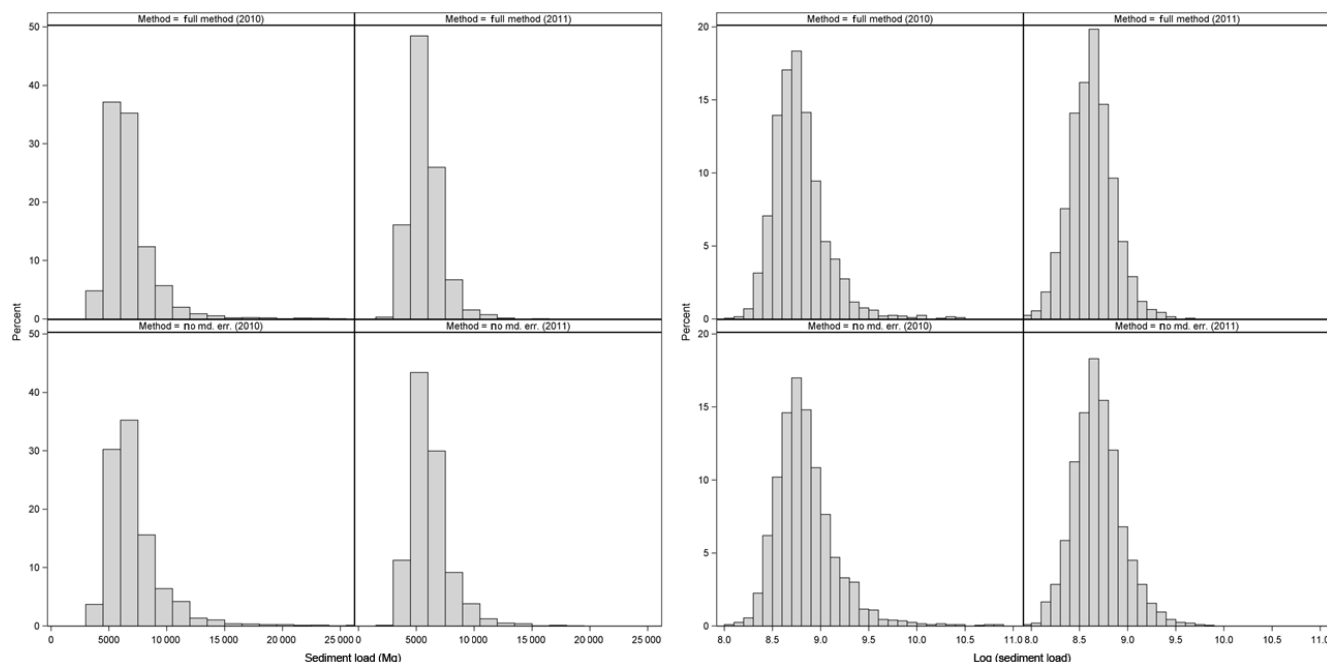 Method = full method (2010)
Method = full method (2011)
50
40
30
20
10
0
Method = no md. err. (2010)
Method = no md. err. (2011)
50
40
30
20
10
0
Percent
0 5000 10 000 15 000 20 000 25 000
5000 10 000 15 000 20 000 25 000
Sediment load (Mg)
Method = full method (2010)
Method = full method (2011)
20
15
10
5
0
Method = no md. err. (2010)
Method = no md. err. (2011)
20
15
10
5
0
Percent
8.0 8.5 9.0 9.5 10.0 10.5 11.0
8.0 8.5 9.0 9.5 10.0 10.5 11.0
Log (sediment load)